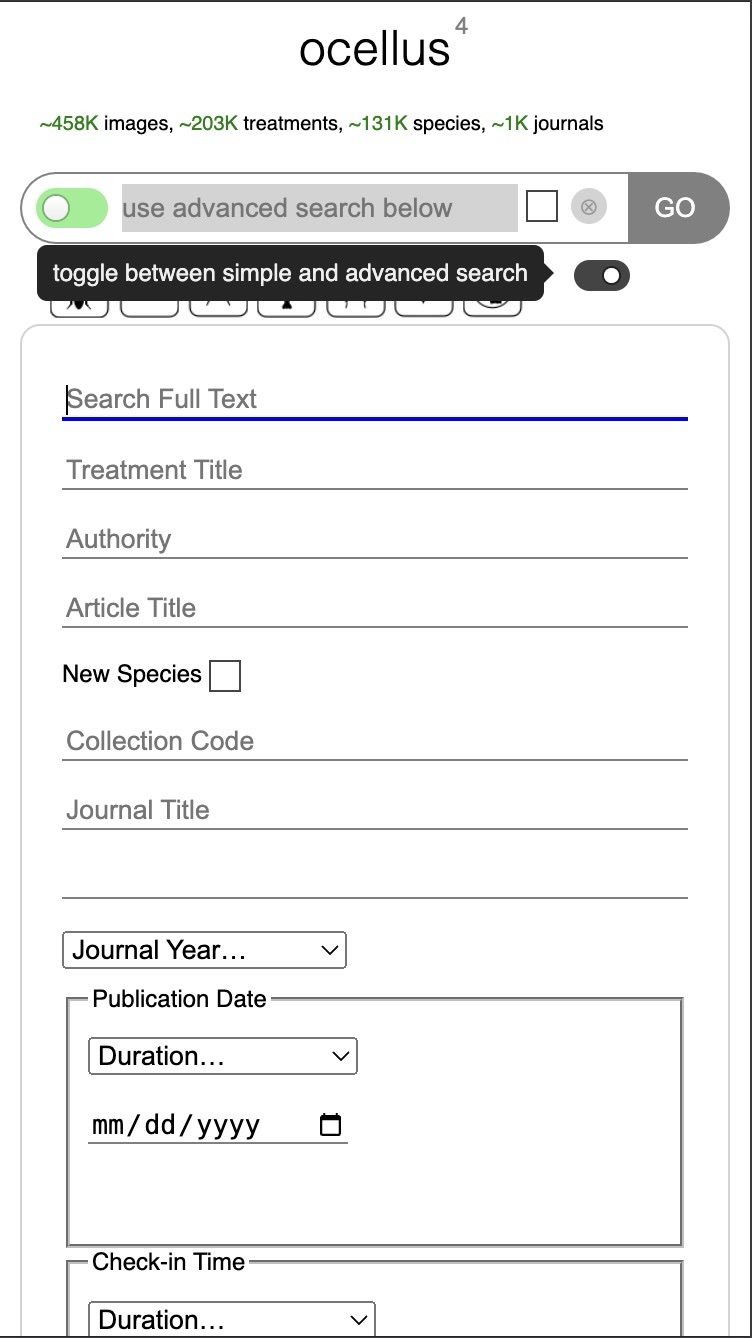 ocellus 4
~458K images, ~203K treatments, ~131K species, ~1K journals
use advanced search below GO
toggle between simple and advanced search
Search Full Text
Treatment Title
Authority
Article Title
New Species
Collection Code
Journal Title
Journal Year...
Publication Date
Duration...
mm/dd/yyyy
Check-in Time
Duration...